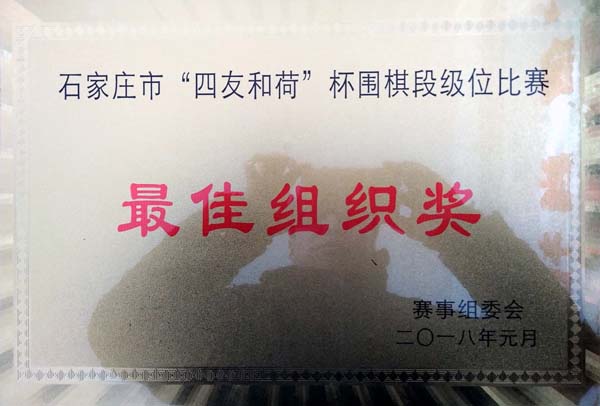 石家庄市“四友和荷”杯围棋段级位比赛
最佳组织奖
赛事组委会
二〇一八年元月